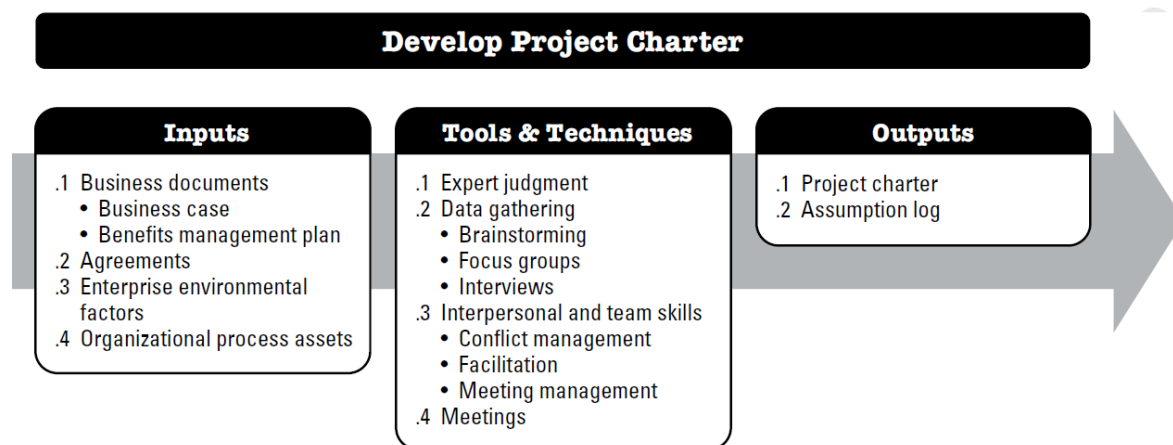 Develop Project Charter
Inputs
.1 Business documents
• Business case
• Benefits management plan
.2 Agreements
.3 Enterprise environmental
factors
.4 Organizational process assets
Tools & Techniques
.1 Expert judgment
.2 Data gathering
• Brainstorming
• Focus groups
• Interviews
.3 Interpersonal and team skills
• Conflict management
• Facilitation
• Meeting management
.4 Meetings
Outputs
.1 Project charter
.2 Assumption log